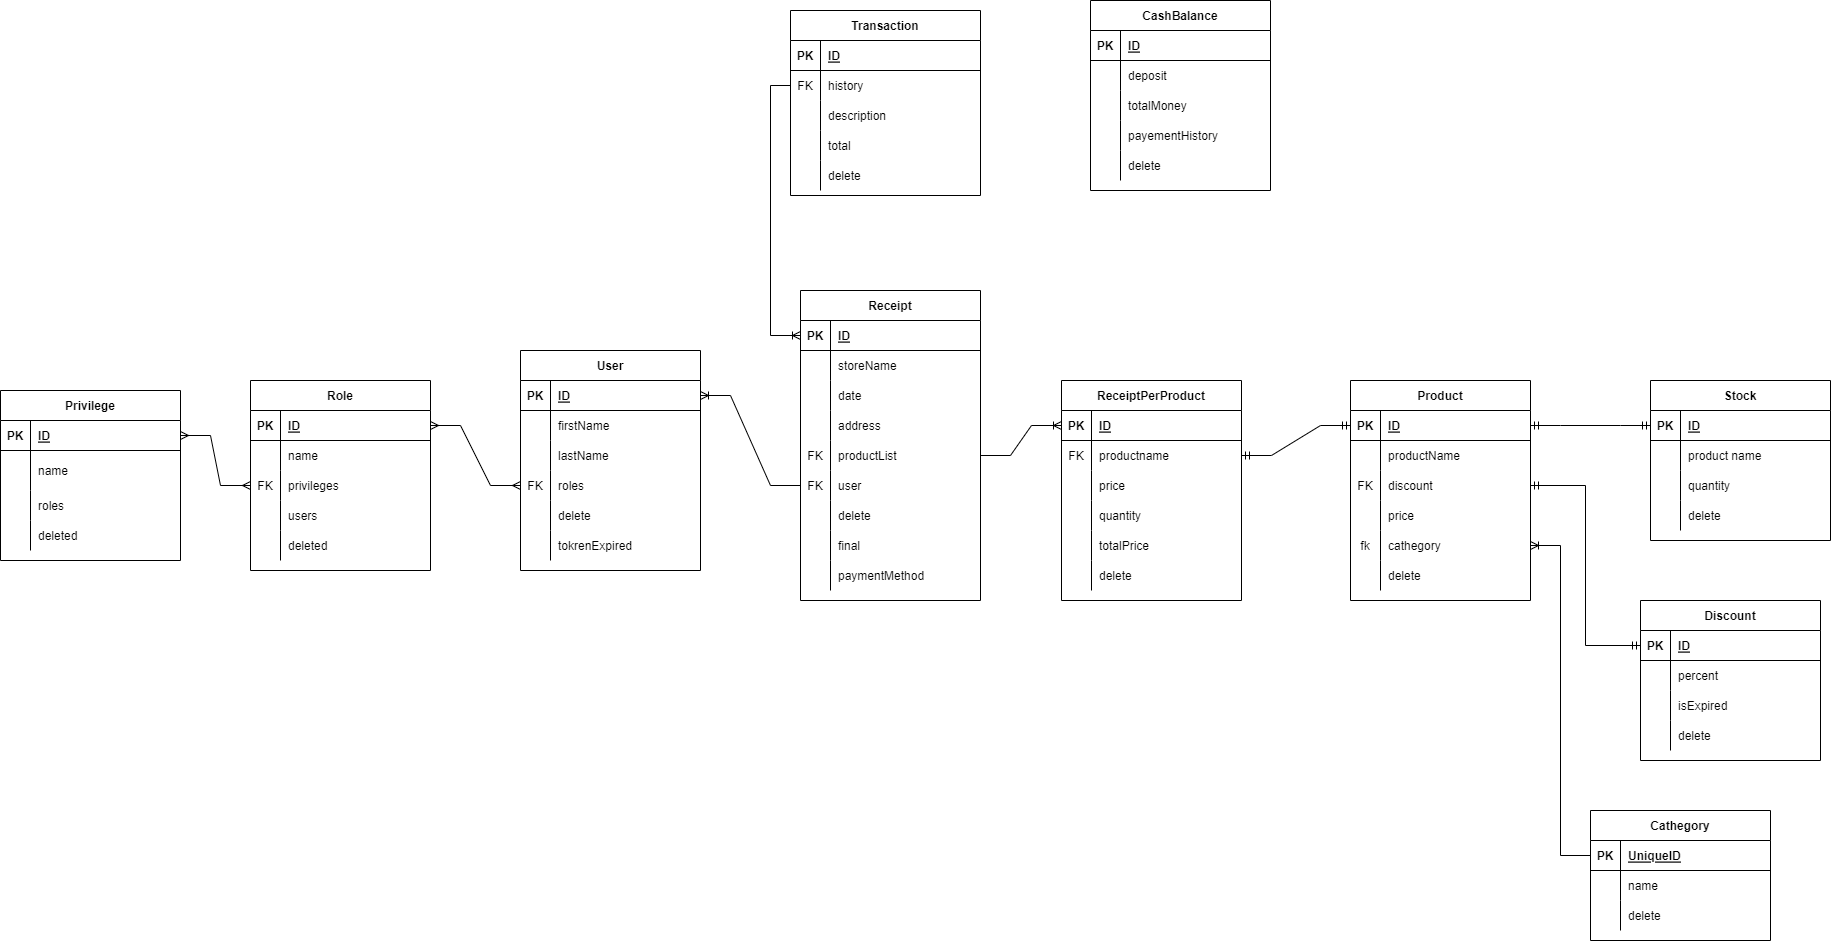 Transaction
PK ID
FK history
description
total
delete
CashBalance
PK ID
deposit
totalMoney
payementHistory
delete
Privilege
PK ID
name
roles
deleted
Role
PK ID
name
FK privileges
users
deleted
User
PK ID
firstName
lastName
FK roles
delete
tokrenExpired
Receipt
PK ID
storeName
date
address
FK productList
FK user
delete
final
paymentMethod
ReceiptPerProduct
PK ID
FK productname
price
quantity
totalPrice
delete
Product
PK ID
productName
FK discount
price
fk cathegory
delete
Stock
PK ID
product name
quantity
delete
Discount
PK ID
percent
isExpired
delete
Cathegory
PK UniqueID
name
delete